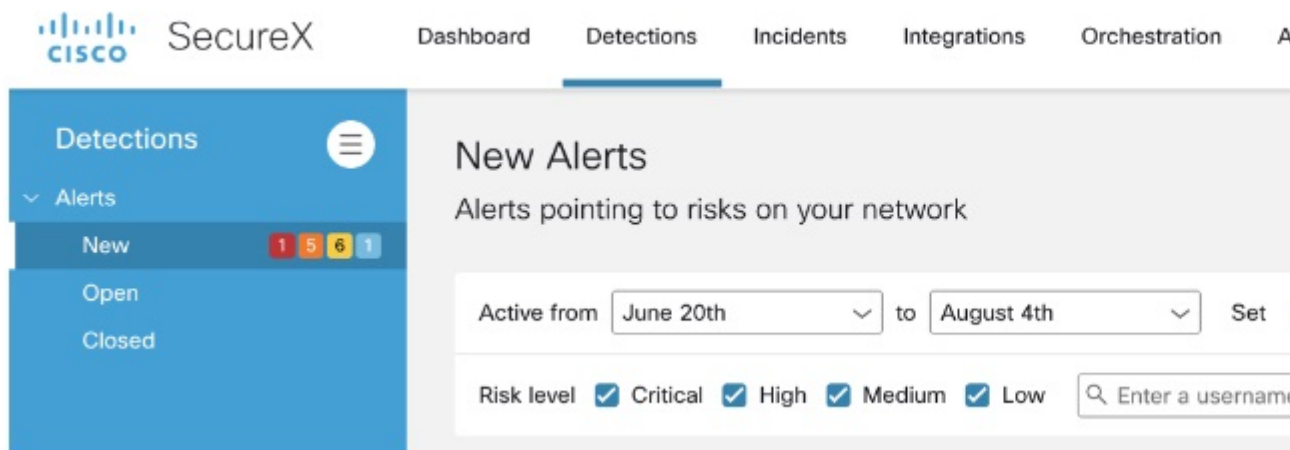 CISCO SecureX Dashboard Detections Incidents Integrations Orchestration A
Detections
Alerts
New 1 5 6 1
Open
Closed
New Alerts
Alerts pointing to risks on your network
Active from June 20th to August 4th Set
Risk level Critical High Medium Low Enter a username